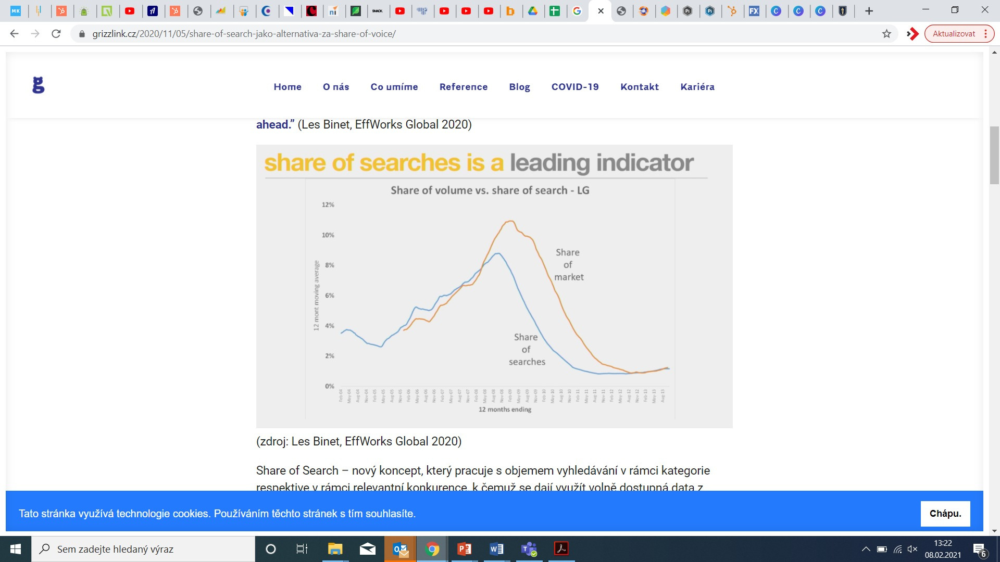 MK
SMACK.
FX
grizzlink.cz/2020/11/05/share-of-search-jako-alternativa-za-share-of-voice/
Aktualizovat
g
Home
O nás
Co umíme
Reference
Blog
COVID-19
Kontakt
Kariéra
ahead.” (Les Binet, EffWorks Global 2020)
share of searches is a leading indicator
Share of volume vs. share of search - LG
12%
10%
8%
6%
4%
2%
0%
12 mont moving average
Share
of
market
Share
of
searches
Feb-04
May-04
Aug-04
Nov-04
Feb-05
May-05
Aug-05
Nov-05
Feb-06
May-06
Aug-06
Nov-06
Feb-07
May-07
Aug-07
Nov-07
Feb-08
May-08
Aug-08
Nov-08
Feb-09
May-09
Aug-09
Nov-09
Feb-10
May-10
Aug-10
Nov-10
Feb-11
May-11
Aug-11
Nov-11
Feb-12
May-12
Aug-12
Nov-12
Feb-13
May-13
Aug-13
12 months ending
(zdroj: Les Binet, EffWorks Global 2020)
Share of Search – nový koncept, který pracuje s objemem vyhledávání v rámci kategorie
respektive v rámci relevantní konkurence, k čemuž se dají využít volně dostupná data z
Tato stránka využívá technologie cookies. Používáním těchto stránek s tím souhlasíte.
Chápu.
Sem zadejte hledaný výraz
13:22
08.02.2021
6